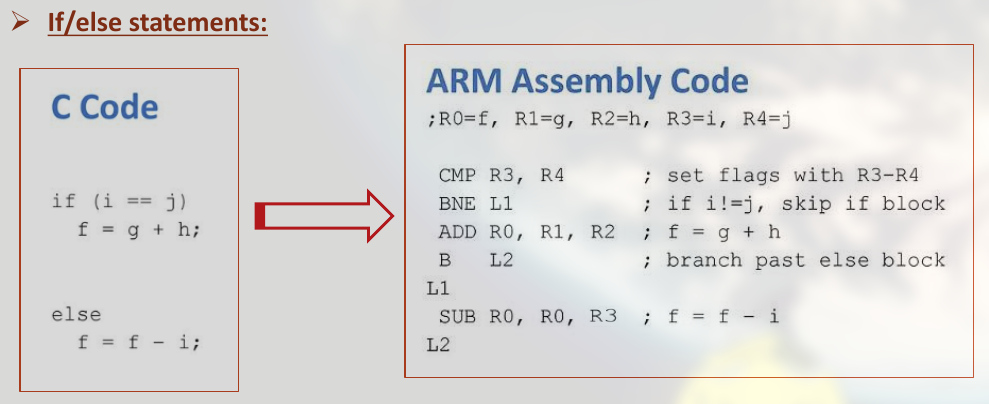 ➤ If/else statements:
C Code
if (i == j)
  f = g + h;
else
  f = f - i;
ARM Assembly Code
;R0=f, R1=g, R2=h, R3=i, R4=j
CMP R3, R4 ; set flags with R3-R4
BNE L1 ; if i!=j, skip if block
ADD R0, R1, R2 ; f = g + h
B L2 ; branch past else block
L1
SUB R0, R0, R3 ; f = f - i
L2